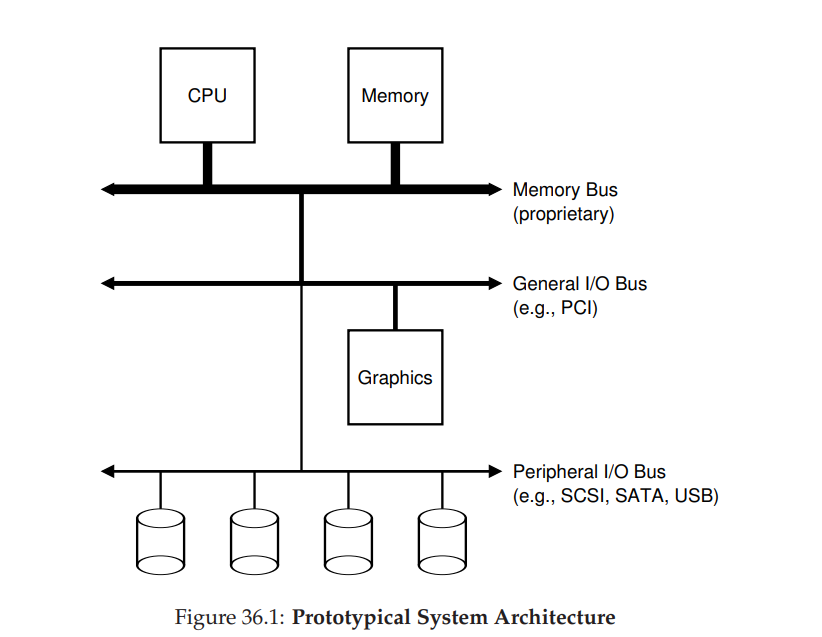 CPU
Memory
Memory Bus
(proprietary)
General I/O Bus
(e.g., PCI)
Graphics
Peripheral I/O Bus
(e.g., SCSI, SATA, USB)
Figure 36.1: Prototypical System Architecture